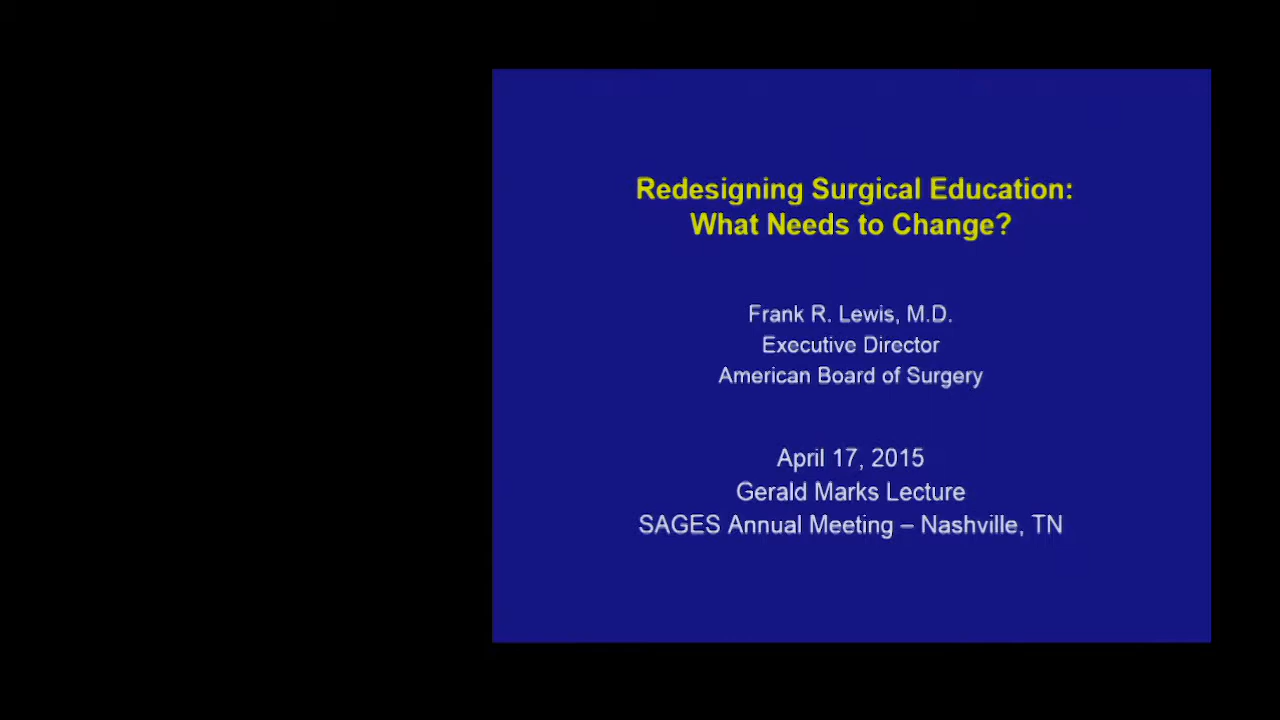 Redesigning Surgical Education:
What Needs to Change?
Frank R. Lewis, M.D.
Executive Director
American Board of Surgery
April 17, 2015
Gerald Marks Lecture
SAGES Annual Meeting – Nashville, TN